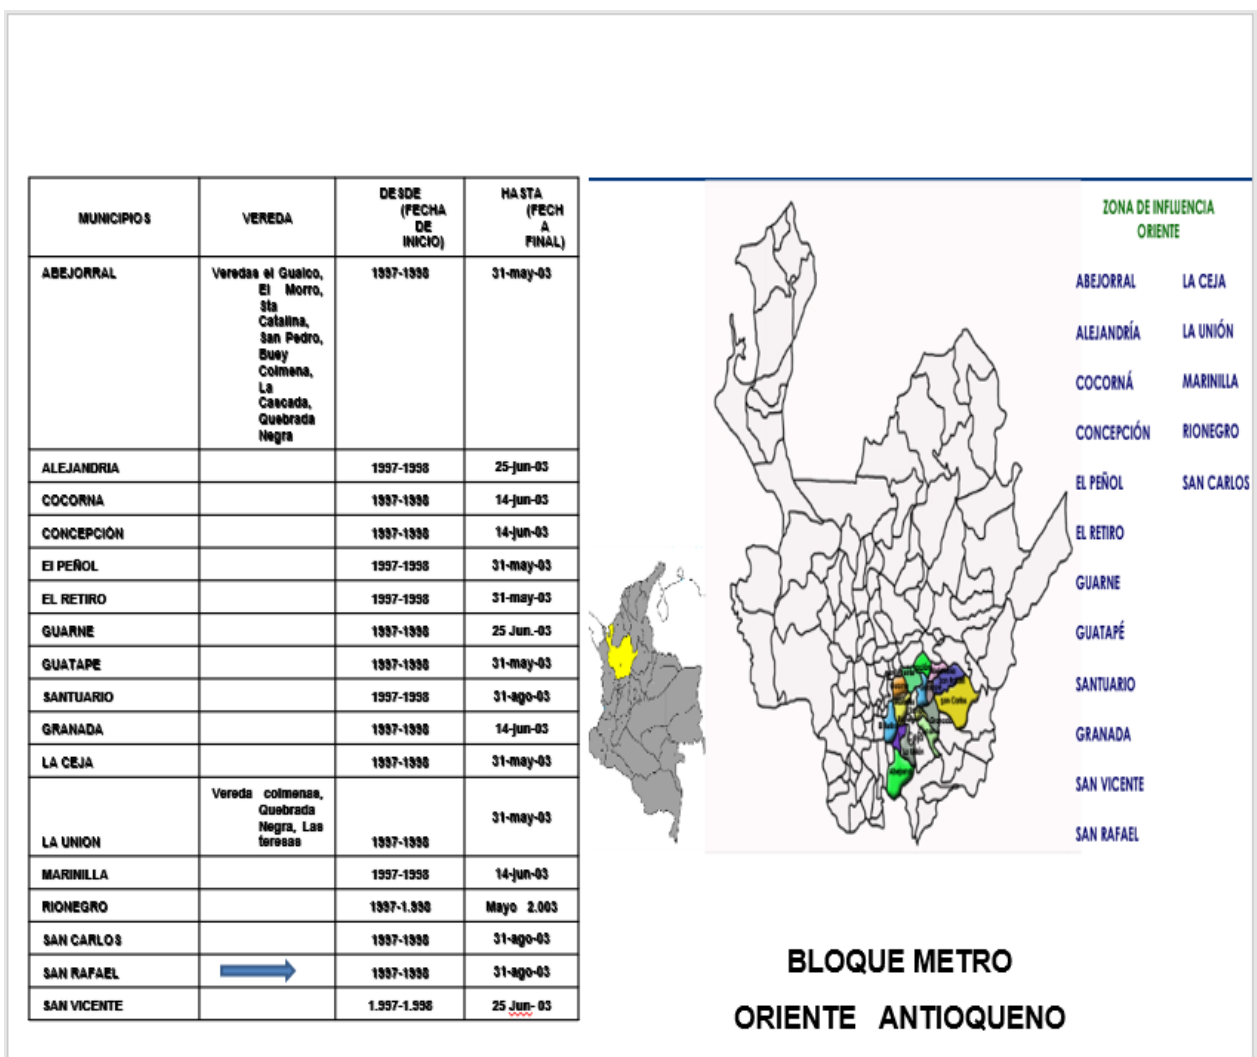 MUNICIPIOS VEREDA DESDE (FECHA DE INICIO) HASTA (FECHA FINAL)
ABEJORRAL Veredas el Guaico, 1997-1998 31-may-03
El Morro,
Sta
Catalina,
San Pedro,
Buey
Colmena,
La
Cascada,
Quebrada
Negra
ALEJANDRIA 1997-1998 25-jun-03
COCORNA 1997-1998 14-jun-03
CONCEPCIÓN 1997-1998 14-jun-03
El PEÑOL 1997-1998 31-may-03
EL RETIRO 1997-1998 31-may-03
GUARNE 1997-1998 25 Jun.-03
GUATAPE 1997-1998 31-may-03
SANTUARIO 1997-1998 31-ago-03
GRANADA 1997-1998 14-jun-03
LA CEJA 1997-1998 31-may-03
Vereda colmenas,
Quebrada
Negra, Las
teresas
LA UNION 1997-1998 31-may-03
MARINILLA 1997-1998 14-jun-03
RIONEGRO 1997-1.998 Mayo 2.003
SAN CARLOS 1997-1998 31-ago-03
SAN RAFAEL 1997-1998 31-ago-03
SAN VICENTE 1.997-1.998 25 Jun- 03
ZONA DE INFLUENCIA
ORIENTE
ABEJORRAL LA CEJA
ALEJANDRÍA LA UNIÓN
COCORNÁ MARINILLA
CONCEPCIÓN RIONEGRO
EL PEÑOL SAN CARLOS
EL RETIRO
GUARNE
GUATAPÉ
SANTUARIO
GRANADA
SAN VICENTE
SAN RAFAEL
San Carlos
BLOQUE METRO
ORIENTE ANTIOQUENO